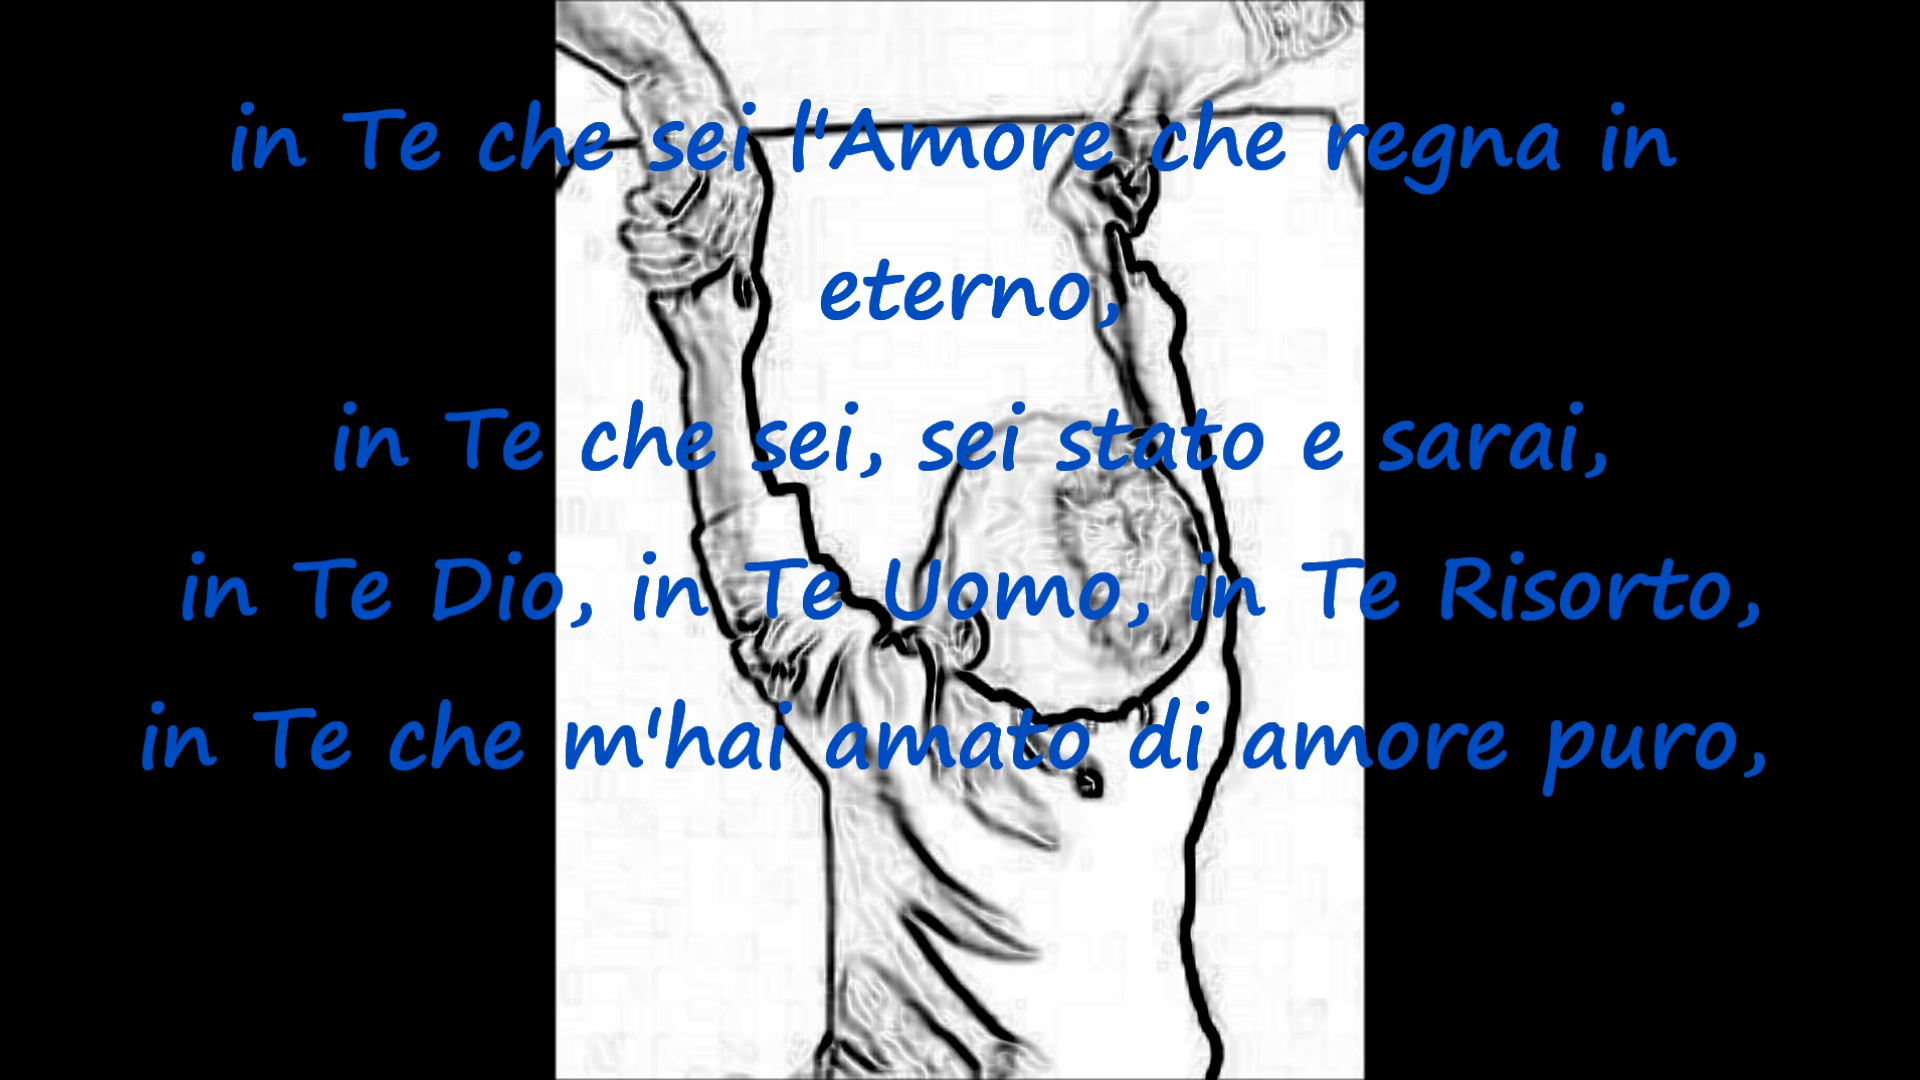 in Te che sei l'Amore che regna in
eterno,
in Te che sei, sei stato e sarai,
in Te Dio, in Te Uomo, in Te Risorto,
in Te che m'hai amato di amore puro,